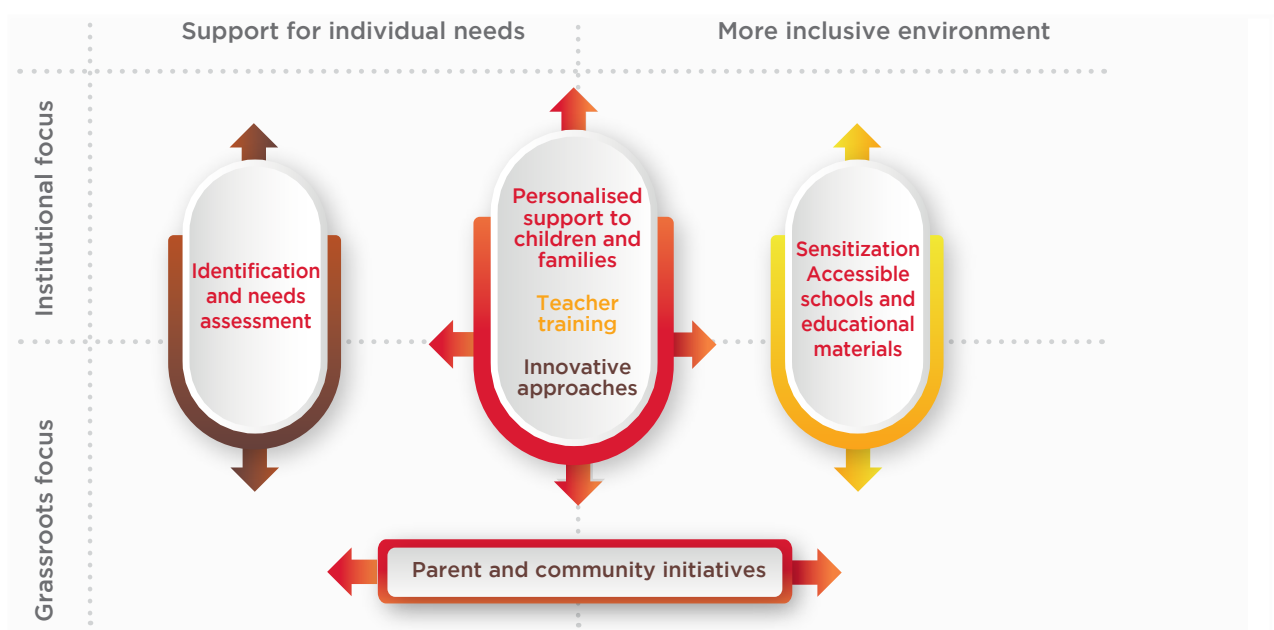 Support for individual needs
More inclusive environment
Institutional focus
Grassroots focus
Identification
and needs
assessment
Personalised
support to
children and
families
Teacher
training
Innovative
approaches
Sensitization
Accessible
schools and
educational
materials
Parent and community initiatives